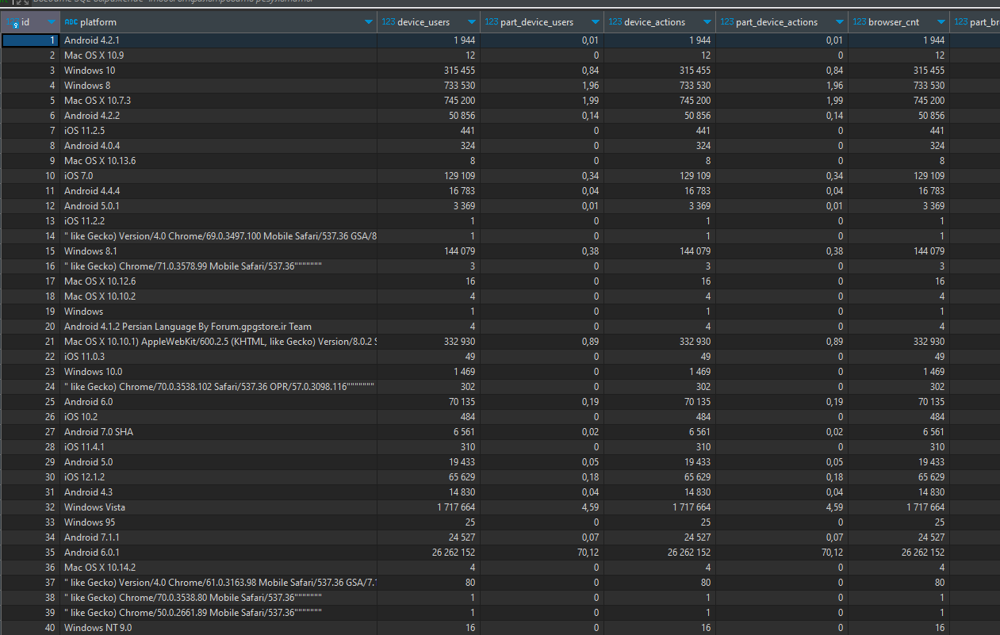 id platform device_users part_device_users device_actions part_device_actions browser_cnt part_br
1 Android 4.2.1 1 944 0,01 1 944 0,01 1 944
2 Mac OS X 10.9 12 0 12 0 12
3 Windows 10 315 455 0,84 315 455 0,84 315 455
4 Windows 8 733 530 1,96 733 530 1,96 733 530
5 Mac OS X 10.7.3 745 200 1,99 745 200 1,99 745 200
6 Android 4.2.2 50 856 0,14 50 856 0,14 50 856
7 iOS 11.2.5 441 0 441 0 441
8 Android 4.0.4 324 0 324 0 324
9 Mac OS X 10.13.6 8 0 8 0 8
10 iOS 7.0 129 109 0,34 129 109 0,34 129 109
11 Android 4.4.4 16 783 0,04 16 783 0,04 16 783
12 Android 5.0.1 3 369 0,01 3 369 0,01 3 369
13 iOS 11.2.2 1 0 1 0 1
14 " like Gecko) Version/4.0 Chrome/69.0.3497.100 Mobile Safari/537.36 GSA/8 1 0 1 0 1
15 Windows 8.1 144 079 0,38 144 079 0,38 144 079
16 " like Gecko) Chrome/71.0.3578.99 Mobile Safari/537.36""""""" 3 0 3 0 3
17 Mac OS X 10.12.6 16 0 16 0 16
18 Mac OS X 10.10.2 4 0 4 0 4
19 Windows 1 0 1 0 1
20 Android 4.1.2 Persian Language By Forum.gpgstore.ir Team 4 0 4 0 4
21 Mac OS X 10.10.1) AppleWebKit/600.2.5 (KHTML, like Gecko) Version/8.0.2 S 332 930 0,89 332 930 0,89 332 930
22 iOS 11.0.3 49 0 49 0 49
23 Windows 10.0 1 469 0 1 469 0 1 469
24 " like Gecko) Chrome/70.0.3538.102 Safari/537.36 OPR/57.0.3098.116""""""" 302 0 302 0 302
25 Android 6.0 70 135 0,19 70 135 0,19 70 135
26 iOS 10.2 484 0 484 0 484
27 Android 7.0 SHA 6 561 0,02 6 561 0,02 6 561
28 iOS 11.4.1 310 0 310 0 310
29 Android 5.0 19 433 0,05 19 433 0,05 19 433
30 iOS 12.1.2 65 629 0,18 65 629 0,18 65 629
31 Android 4.3 14 830 0,04 14 830 0,04 14 830
32 Windows Vista 1 717 664 4,59 1 717 664 4,59 1 717 664
33 Windows 95 25 0 25 0 25
34 Android 7.1.1 24 527 0,07 24 527 0,07 24 527
35 Android 6.0.1 26 262 152 70,12 26 262 152 70,12 26 262 152
36 Mac OS X 10.14.2 4 0 4 0 4
37 " like Gecko) Version/4.0 Chrome/61.0.3163.98 Mobile Safari/537.36 GSA/7.1 80 0 80 0 80
38 " like Gecko) Chrome/70.0.3538.80 Mobile Safari/537.36""""""" 1 0 1 0 1
39 " like Gecko) Chrome/50.0.2661.89 Mobile Safari/537.36""""""" 1 0 1 0 1
40 Windows NT 9.0 16 0 16 0 16